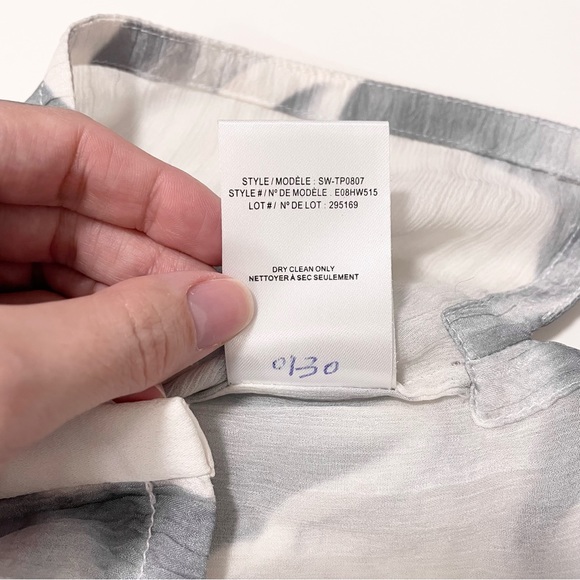 STYLE / MODÈLE : SW-TP0807
STYLE # / Nº DE MODÈLE : E08HW515
LOT # / Nº DE LOT : 295169
DRY CLEAN ONLY
NETTOYER À SEC SEULEMENT
0130